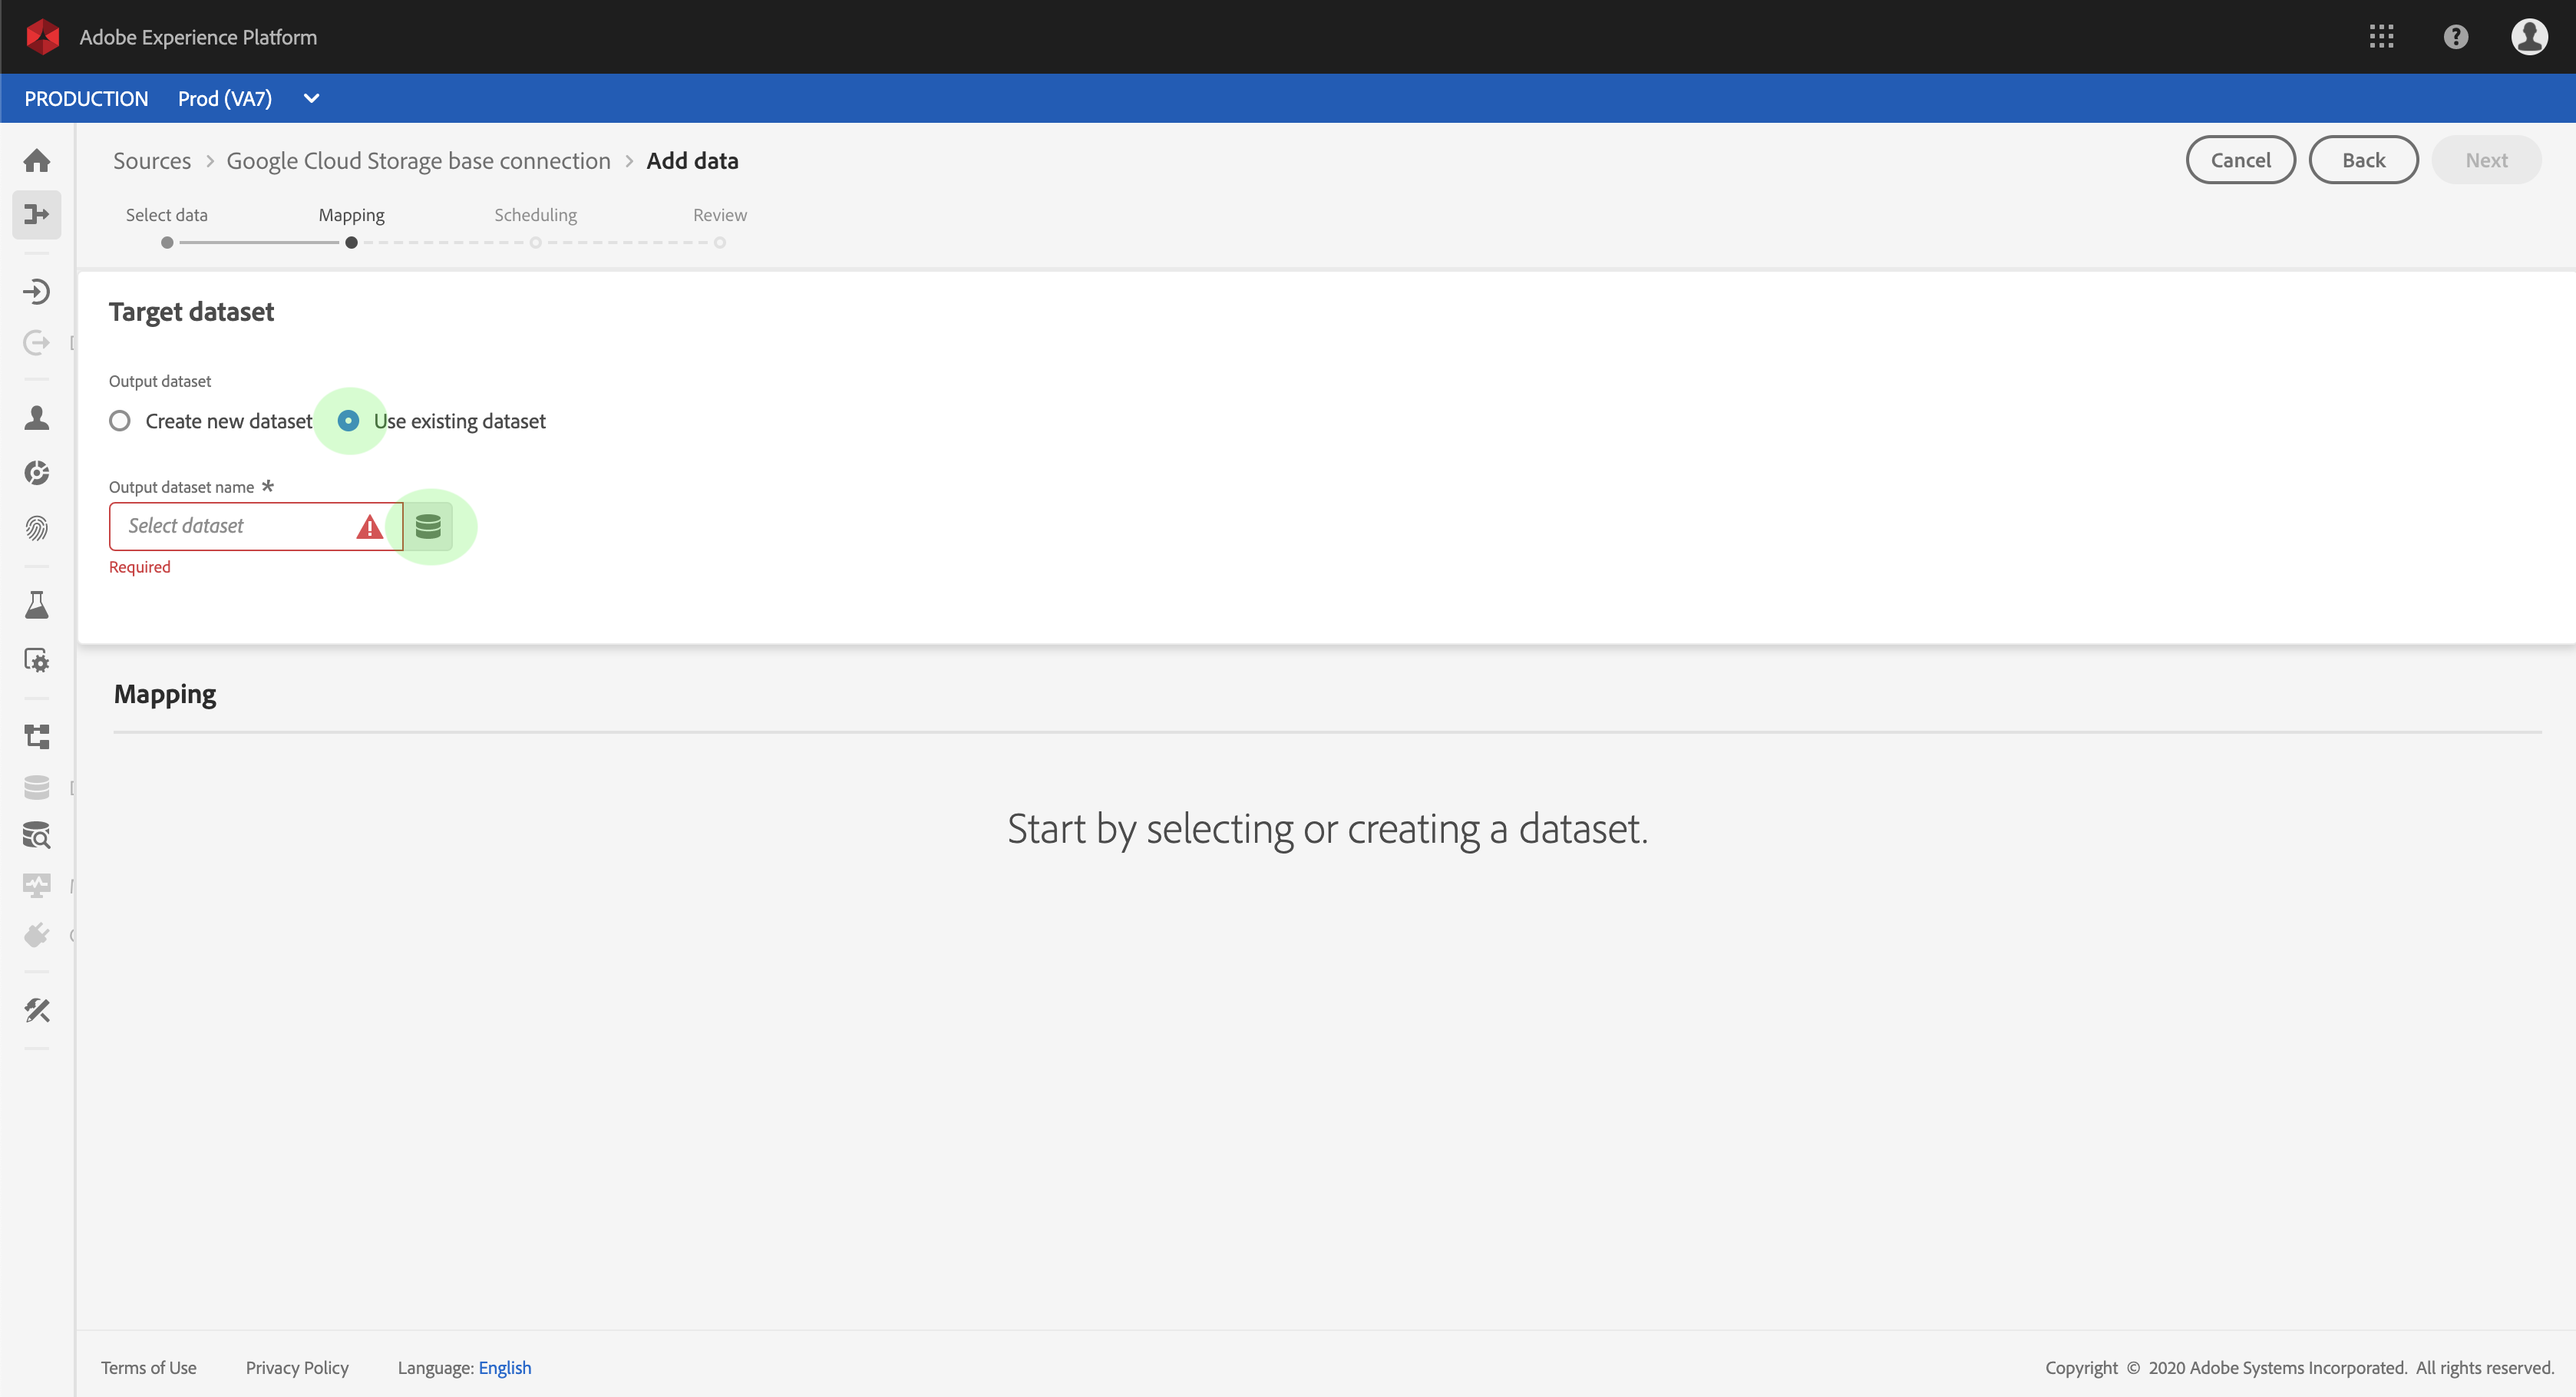 Adobe Experience Platform
PRODUCTION Prod (VA7)
Sources > Google Cloud Storage base connection > Add data
Cancel Back Next
Select data Mapping Scheduling Review
Target dataset
Output dataset
Create new dataset Use existing dataset
Output dataset name *
Select dataset
Required
Mapping
Start by selecting or creating a dataset.
Terms of Use Privacy Policy Language: English
Copyright © 2020 Adobe Systems Incorporated. All rights reserved.